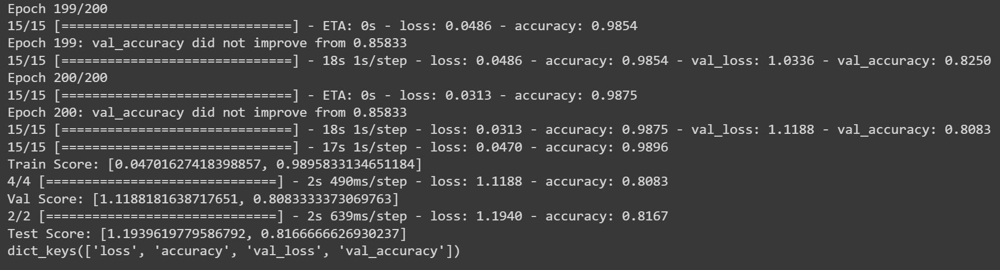 Epoch 199/200
15/15 [==============================] - ETA: 0s - loss: 0.0486 - accuracy: 0.9854
Epoch 199: val_accuracy did not improve from 0.85833
15/15 [==============================] - 18s 1s/step - loss: 0.0486 - accuracy: 0.9854 - val_loss: 1.0336 - val_accuracy: 0.8250
Epoch 200/200
15/15 [==============================] - ETA: 0s - loss: 0.0313 - accuracy: 0.9875
Epoch 200: val_accuracy did not improve from 0.85833
15/15 [==============================] - 18s 1s/step - loss: 0.0313 - accuracy: 0.9875 - val_loss: 1.1188 - val_accuracy: 0.8083
15/15 [==============================] - 17s 1s/step - loss: 0.0470 - accuracy: 0.9896
Train Score: [0.04701627418398857, 0.9895833134651184]
4/4 [==============================] - 2s 490ms/step - loss: 1.1188 - accuracy: 0.8083
Val Score: [1.1188181638717651, 0.8083333373069763]
2/2 [==============================] - 2s 639ms/step - loss: 1.1940 - accuracy: 0.8167
Test Score: [1.1939619779586792, 0.8166666626930237]
dict_keys(['loss', 'accuracy', 'val_loss', 'val_accuracy'])